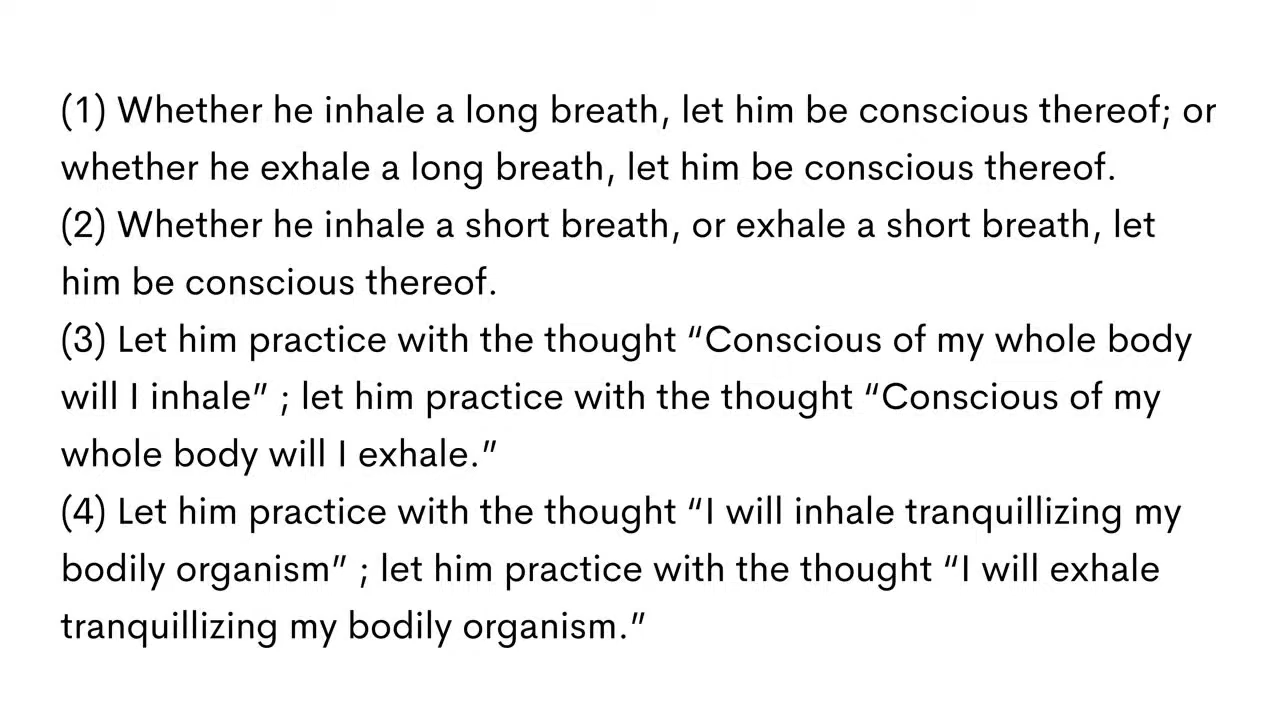 (1) Whether he inhale a long breath, let him be conscious thereof; or
whether he exhale a long breath, let him be conscious thereof.
(2) Whether he inhale a short breath, or exhale a short breath, let
him be conscious thereof.
(3) Let him practice with the thought “Conscious of my whole body
will I inhale” ; let him practice with the thought “Conscious of my
whole body will I exhale.”
(4) Let him practice with the thought “I will inhale tranquillizing my
bodily organism” ; let him practice with the thought “I will exhale
tranquillizing my bodily organism.”